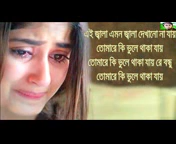 এই জ্বালা এমন জ্বালা দেখানো না যায়
তোমারে কি ভুলে থাকা যায়
তোমারে কি ভুলে থাকা যায় রে বন্ধু
তোমারে কি ভুলে থাকা যায়